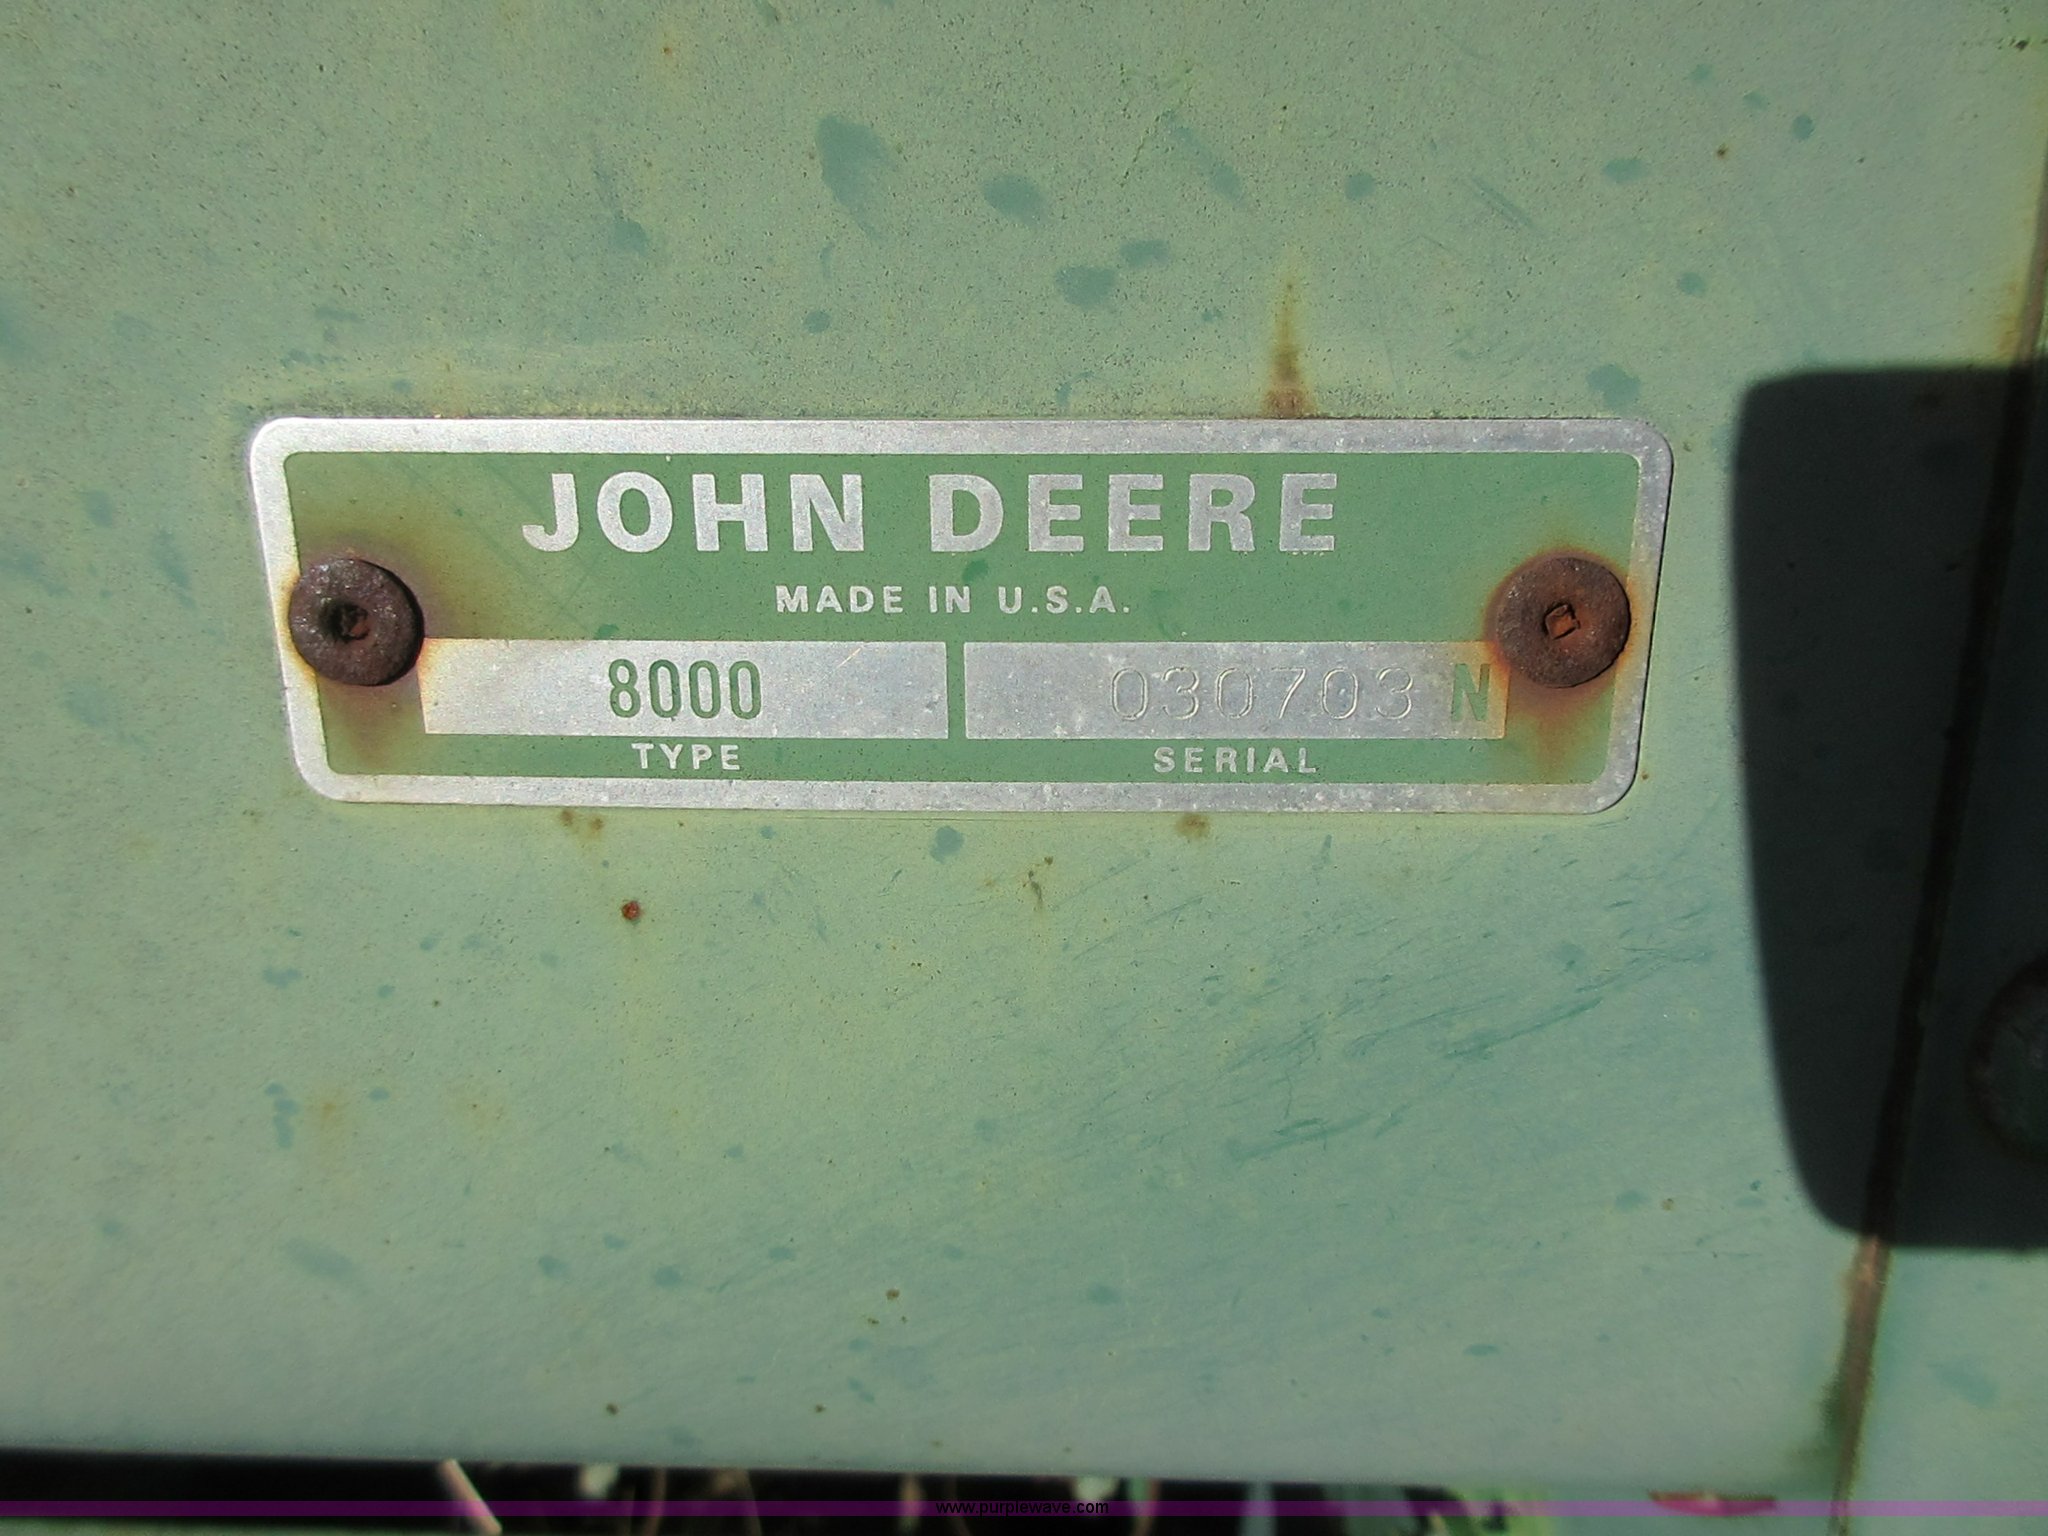 JOHN DEERE
MADE IN U.S.A.
8000 030703 N
TYPE SERIAL
www.purplewave.com